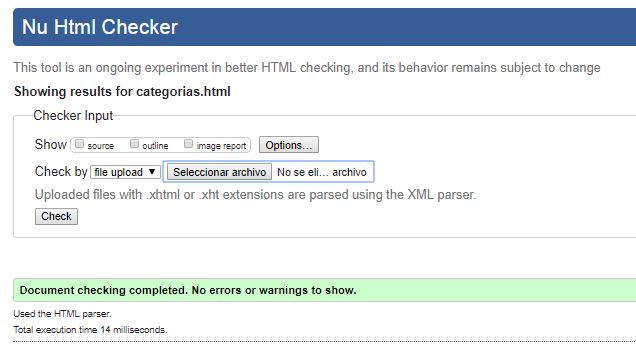 Nu Html Checker
This tool is an ongoing experiment in better HTML checking, and its behavior remains subject to change
Showing results for categorias.html
Checker Input
Show source outline image report Options...
Check by file upload Seleccionar archivo No se eli... archivo
Uploaded files with .xhtml or .xht extensions are parsed using the XML parser.
Check
Document checking completed. No errors or warnings to show.
Used the HTML parser.
Total execution time 14 milliseconds.